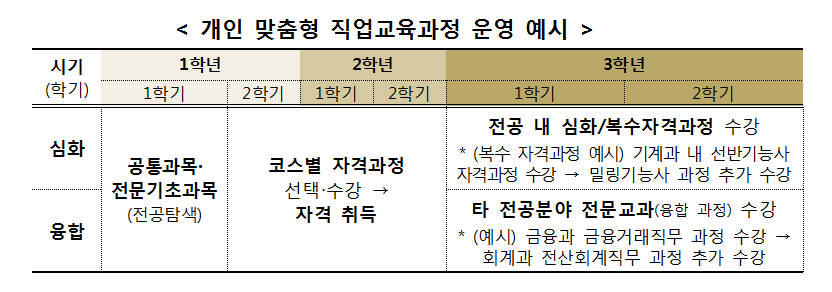 < 개인 맞춤형 직업교육과정 운영 예시 >
시기
(학기)
1학년
2학년
3학년
1학기
2학기
1학기
2학기
1학기
2학기
심화
융합
공통과목·
전문기초과목
(전공탐색)
코스별 자격과정
선택·수강 →
자격 취득
전공 내 심화/복수자격과정 수강
* (복수 자격과정 예시) 기계과 내 선반기능사
자격과정 수강 → 밀링기능사 과정 추가 수강
타 전공분야 전문교과(융합 과정) 수강
* (예시) 금융과 금융거래직무 과정 수강 →
회계과 전산회계직무 과정 추가 수강